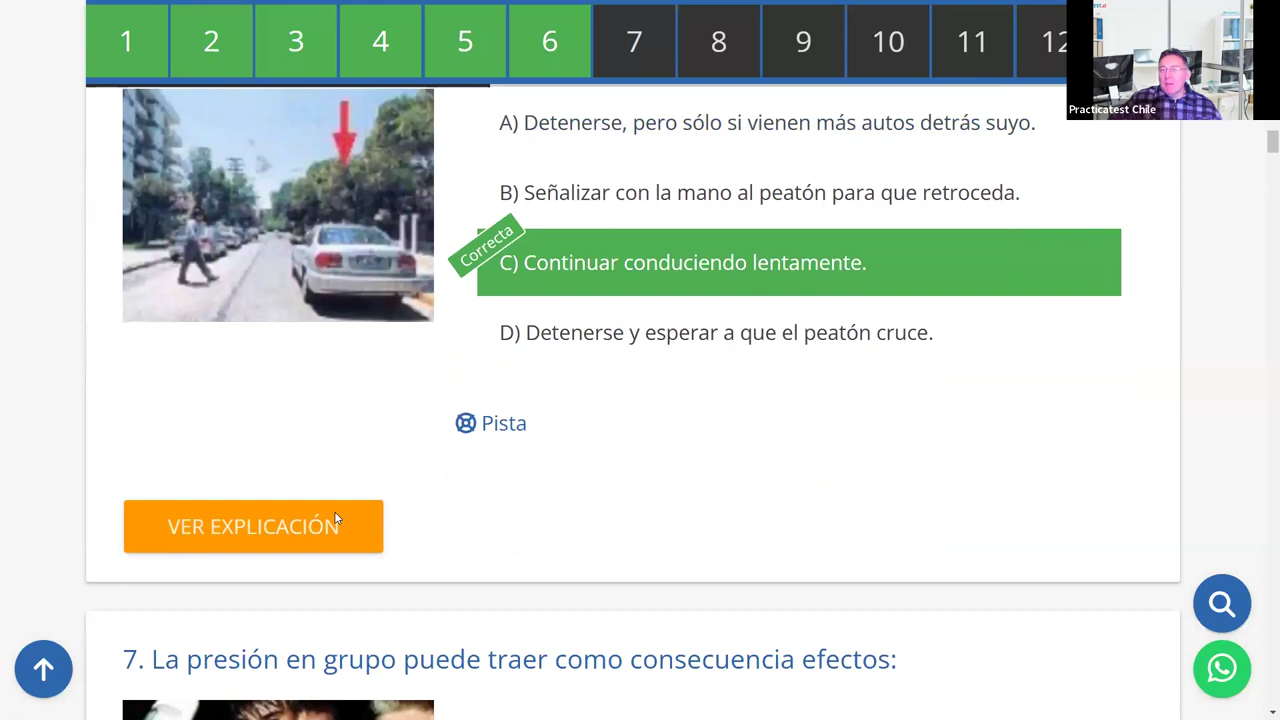 1 2 3 4 5 6 7 8 9 10 11 12
Practicatest Chile
A) Detenerse, pero sólo si vienen más autos detrás suyo.
B) Señalizar con la mano al peatón para que retroceda.
Correcta
C) Continuar conduciendo lentamente.
D) Detenerse y esperar a que el peatón cruce.
Pista
VER EXPLICACIÓN
7. La presión en grupo puede traer como consecuencia efectos: